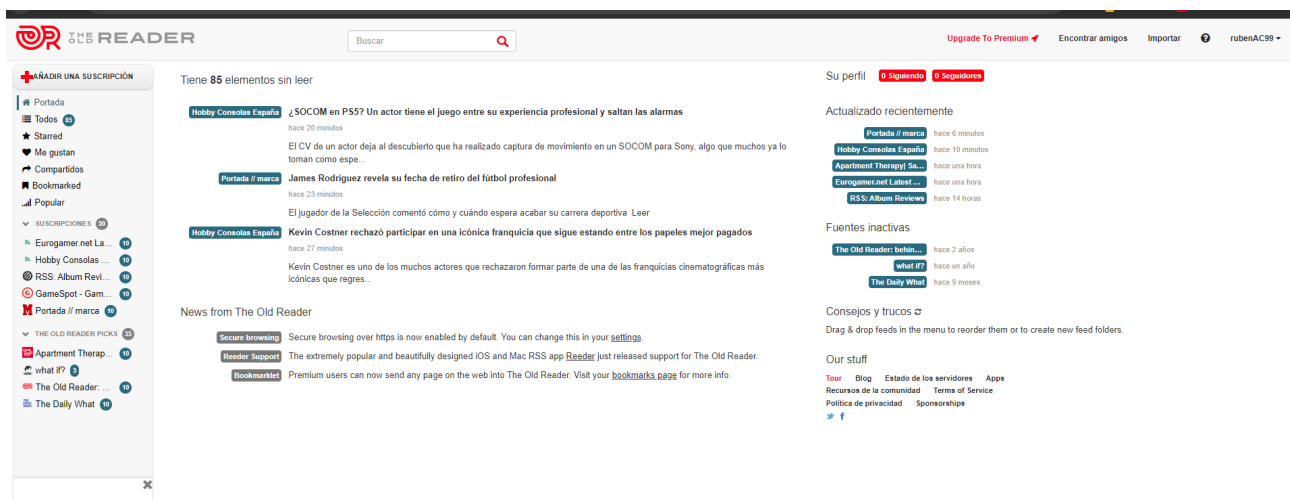 THE OLD READER
Buscar
Upgrade To Premium
Encontrar amigos
Importar
rubenAC99
AÑADIR UNA SUSCRIPCIÓN
Portada
Todos 85
Starred
Me gustan
Compartidos
Bookmarked
Popular
SUSCRIPCIONES 50
Eurogamer.net La... 10
Hobby Consolas ... 10
RSS: Album Revi... 10
GameSpot - Gam... 10
Portada // marca 10
THE OLD READER PICKS 35
Apartment Therap... 10
what if? 5
The Old Reader: ... 10
The Daily What 10
Tiene 85 elementos sin leer
Hobby Consolas España ¿SOCOM en PS5? Un actor tiene el juego entre su experiencia profesional y saltan las alarmas
hace 20 minutos
El CV de un actor deja al descubierto que ha realizado captura de movimiento en un SOCOM para Sony, algo que muchos ya lo
toman como espe...
Portada // marca James Rodríguez revela su fecha de retiro del fútbol profesional
hace 23 minutos
El jugador de la Selección comentó cómo y cuándo espera acabar su carrera deportiva Leer
Hobby Consolas España Kevin Costner rechazó participar en una icónica franquicia que sigue estando entre los papeles mejor pagados
hace 27 minutos
Kevin Costner es uno de los muchos actores que rechazaron formar parte de una de las franquicias cinematográficas más
icónicas que regres...
News from The Old Reader
Secure browsing Secure browsing over https is now enabled by default. You can change this in your settings.
Reeder Support The extremely popular and beautifully designed iOS and Mac RSS app Reeder just released support for The Old Reader.
Bookmarklet Premium users can now send any page on the web into The Old Reader. Visit your bookmarks page for more info.
Su perfil 0 Siguiendo 0 Seguidores
Actualizado recientemente
Portada // marca hace 6 minutos
Hobby Consolas España hace 10 minutos
Apartment Therapy| Sa... hace una hora
Eurogamer.net Latest ... hace una hora
RSS: Album Reviews hace 14 horas
Fuentes inactivas
The Old Reader: behin... hace 2 años
what if? hace un año
The Daily What hace 9 meses
Consejos y trucos
Drag & drop feeds in the menu to reorder them or to create new feed folders.
Our stuff
Tour Blog Estado de los servidores Apps
Recursos de la comunidad Terms of Service
Política de privacidad Sponsorships